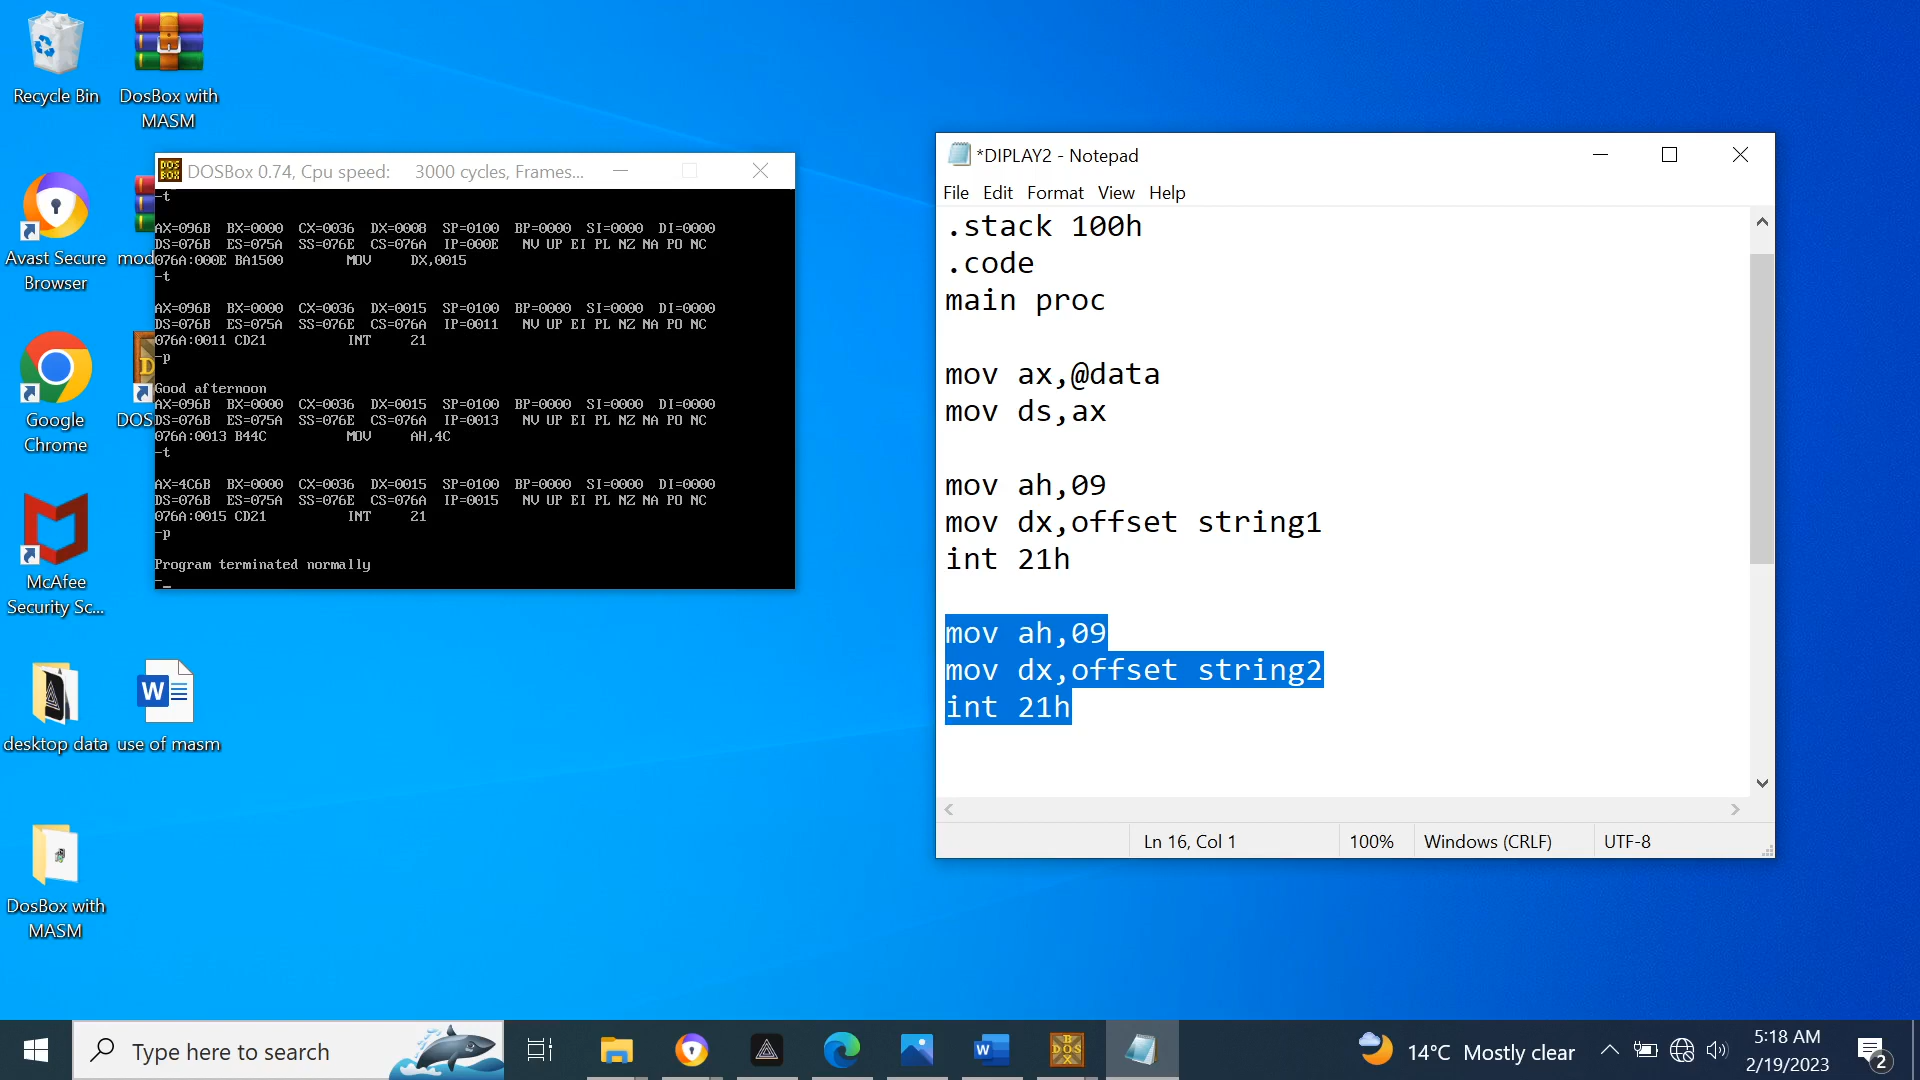 Recycle Bin
DosBox with
MASM
Avast Secure
Browser
mod
Google
Chrome
DOS
McAfee
Security Sc...
desktop data
use of masm
DosBox with
MASM
DOSBox 0.74, Cpu speed: 3000 cycles, Frames...
-t
AX=096B BX=0000 CX=0036 DX=0008 SP=0100 BP=0000 SI=0000 DI=0000
DS=076B ES=075A SS=076E CS=076A IP=000E NV UP EI PL NZ NA PO NC
076A:000E BA1500 MOV DX,0015
-t
AX=096B BX=0000 CX=0036 DX=0015 SP=0100 BP=0000 SI=0000 DI=0000
DS=076B ES=075A SS=076E CS=076A IP=0011 NV UP EI PL NZ NA PO NC
076A:0011 CD21 INT 21
-p
Good afternoon
AX=096B BX=0000 CX=0036 DX=0015 SP=0100 BP=0000 SI=0000 DI=0000
DS=076B ES=075A SS=076E CS=076A IP=0013 NV UP EI PL NZ NA PO NC
076A:0013 B44C MOV AH,4C
-t
AX=4C6B BX=0000 CX=0036 DX=0015 SP=0100 BP=0000 SI=0000 DI=0000
DS=076B ES=075A SS=076E CS=076A IP=0015 NV UP EI PL NZ NA PO NC
076A:0015 CD21 INT 21
-p
Program terminated normally
-_
*DIPLAY2 - Notepad
File Edit Format View Help
.stack 100h
.code
main proc
mov ax,@data
mov ds,ax
mov ah,09
mov dx,offset string1
int 21h
mov ah,09
mov dx,offset string2
int 21h
Ln 16, Col 1 100% Windows (CRLF) UTF-8
Type here to search
14°C Mostly clear
5:18 AM
2/19/2023
2